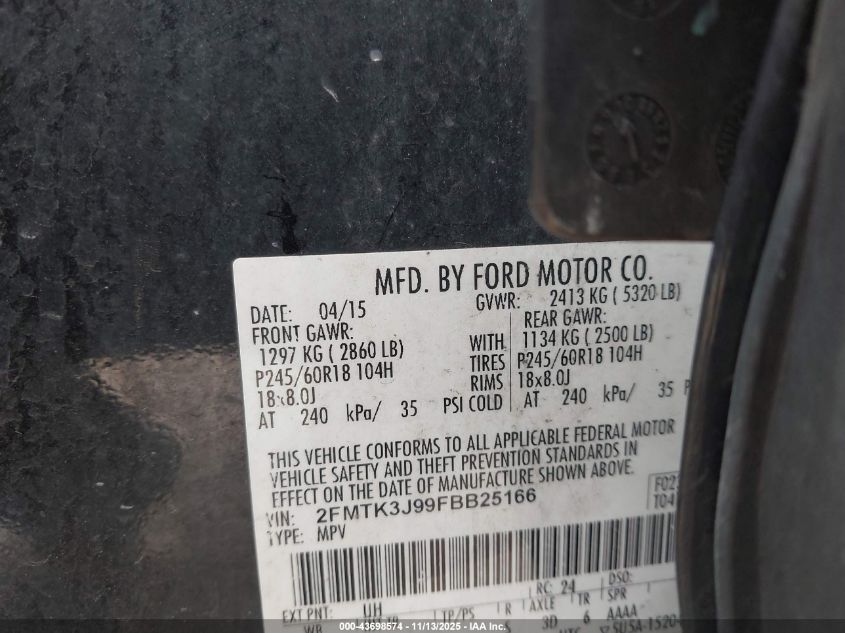 MFD. BY FORD MOTOR CO.
DATE: 04/15 GVWR: 2413 KG ( 5320 LB)
FRONT GAWR: REAR GAWR:
1297 KG ( 2860 LB) WITH 1134 KG ( 2500 LB)
P245/60R18 104H TIRES P245/60R18 104H
18x8.0J RIMS 18x8.0J
AT 240 kPa/ 35 PSI COLD AT 240 kPa/ 35 P
THIS VEHICLE CONFORMS TO ALL APPLICABLE FEDERAL MOTOR
VEHICLE SAFETY AND THEFT PREVENTION STANDARDS IN
EFFECT ON THE DATE OF MANUFACTURE SHOWN ABOVE.
VIN: 2FMTK3J99FBB25166
TYPE: MPV
EXT PNT: UH RC: 24 DSO:
TP/PS R AXLE TR SPR
3D 6 AAAA
000-43698574 - 11/13/2025 - IAA Inc.